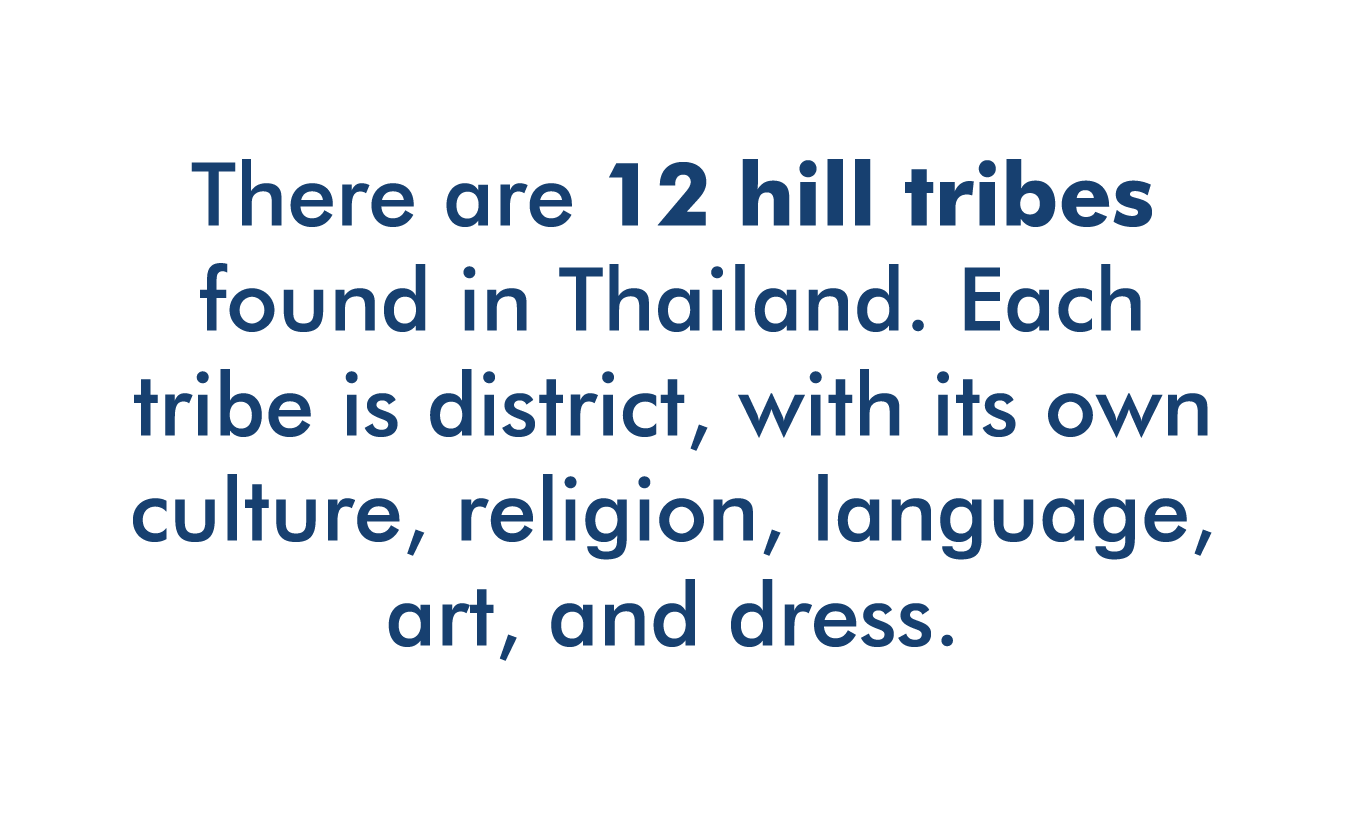 There are 12 hill tribes
found in Thailand. Each
tribe is district, with its own
culture, religion, language,
art, and dress.